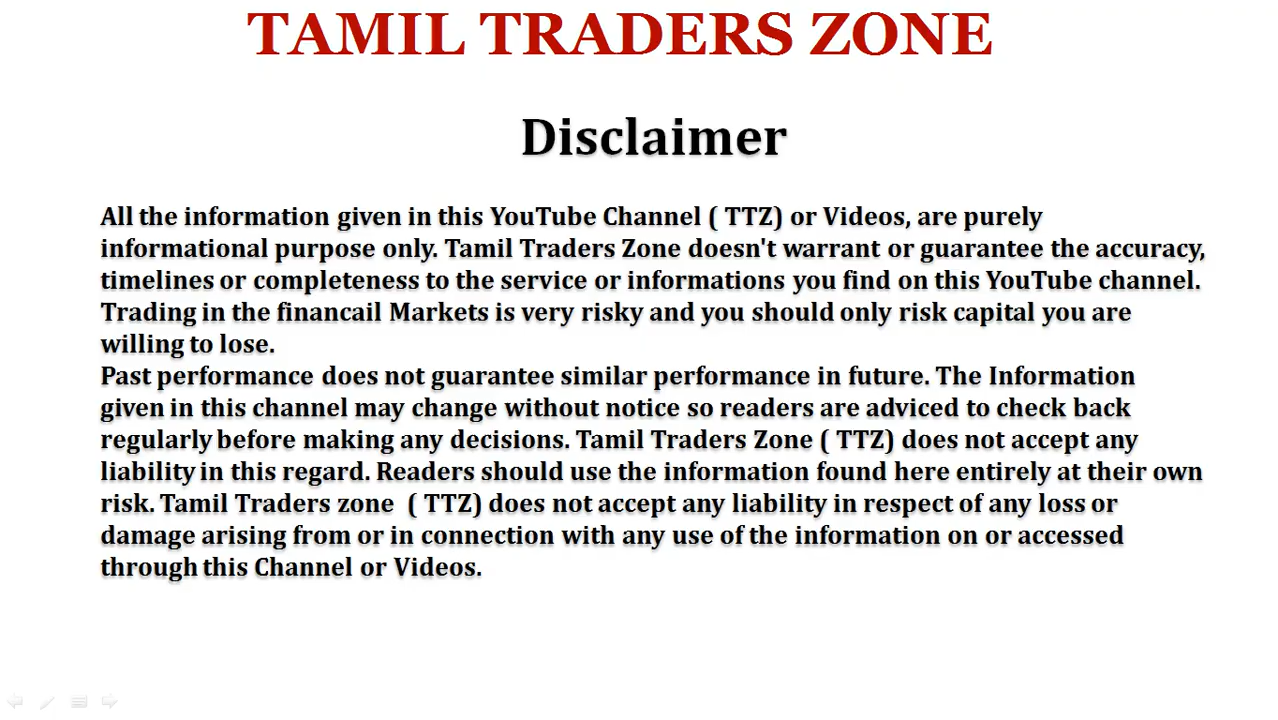 TAMIL TRADERS ZONE
Disclaimer
All the information given in this YouTube Channel ( TTZ) or Videos, are purely
informational purpose only. Tamil Traders Zone doesn't warrant or guarantee the accuracy,
timelines or completeness to the service or informations you find on this YouTube channel.
Trading in the financail Markets is very risky and you should only risk capital you are
willing to lose.
Past performance does not guarantee similar performance in future. The Information
given in this channel may change without notice so readers are adviced to check back
regularly before making any decisions. Tamil Traders Zone ( TTZ) does not accept any
liability in this regard. Readers should use the information found here entirely at their own
risk. Tamil Traders zone  ( TTZ) does not accept any liability in respect of any loss or
damage arising from or in connection with any use of the information on or accessed
through this Channel or Videos.